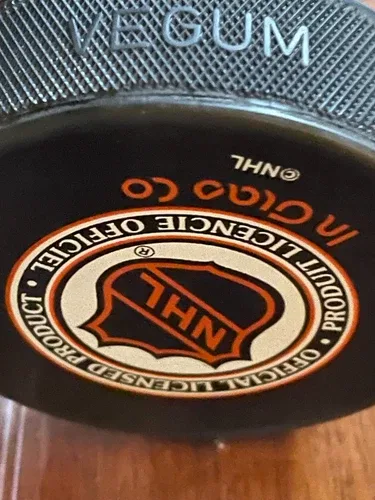 VEGUM
OFFICIAL LICENSED PRODUCT •
PRODUIT LICENCIE OFFICIEL •
NHL
®
In Glas Co
©NHL